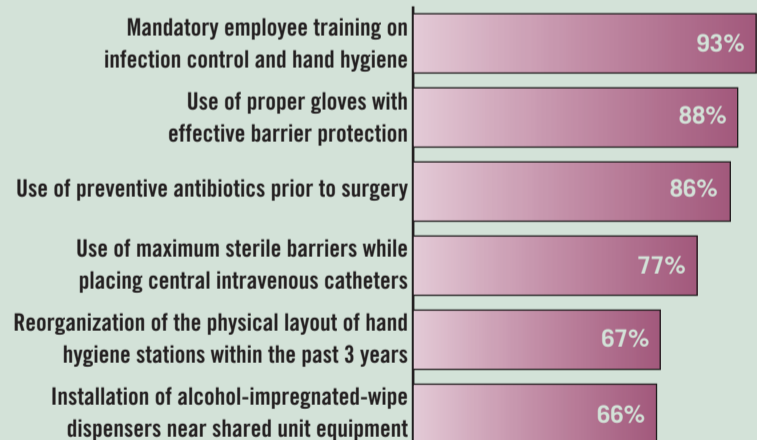 Mandatory employee training on
infection control and hand hygiene
93%
Use of proper gloves with
effective barrier protection
88%
Use of preventive antibiotics prior to surgery
86%
Use of maximum sterile barriers while
placing central intravenous catheters
77%
Reorganization of the physical layout of hand
hygiene stations within the past 3 years
67%
Installation of alcohol-impregnated-wipe
dispensers near shared unit equipment
66%